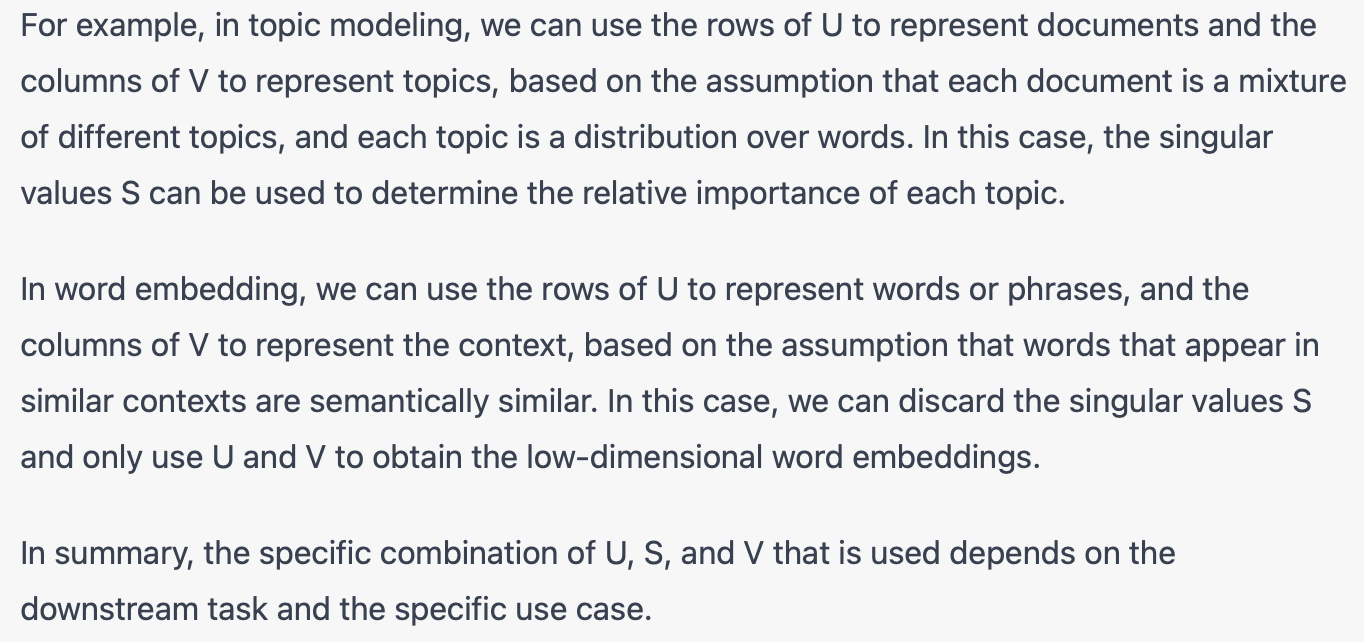 For example, in topic modeling, we can use the rows of U to represent documents and the
columns of V to represent topics, based on the assumption that each document is a mixture
of different topics, and each topic is a distribution over words. In this case, the singular
values S can be used to determine the relative importance of each topic.
In word embedding, we can use the rows of U to represent words or phrases, and the
columns of V to represent the context, based on the assumption that words that appear in
similar contexts are semantically similar. In this case, we can discard the singular values S
and only use U and V to obtain the low-dimensional word embeddings.
In summary, the specific combination of U, S, and V that is used depends on the
downstream task and the specific use case.